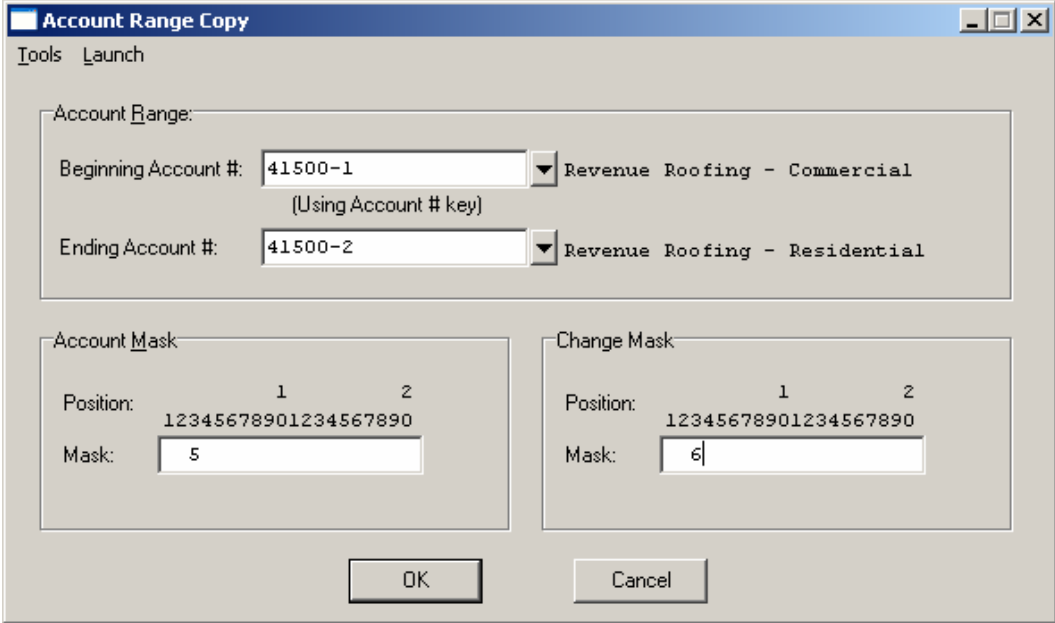 Account Range Copy
Tools Launch
Account Range:
Beginning Account #: 41500-1 Revenue Roofing - Commercial
(Using Account # key)
Ending Account #: 41500-2 Revenue Roofing - Residential
Account Mask
Position: 1 2
12345678901234567890
Mask: 5
Change Mask
Position: 1 2
12345678901234567890
Mask: 6
OK Cancel